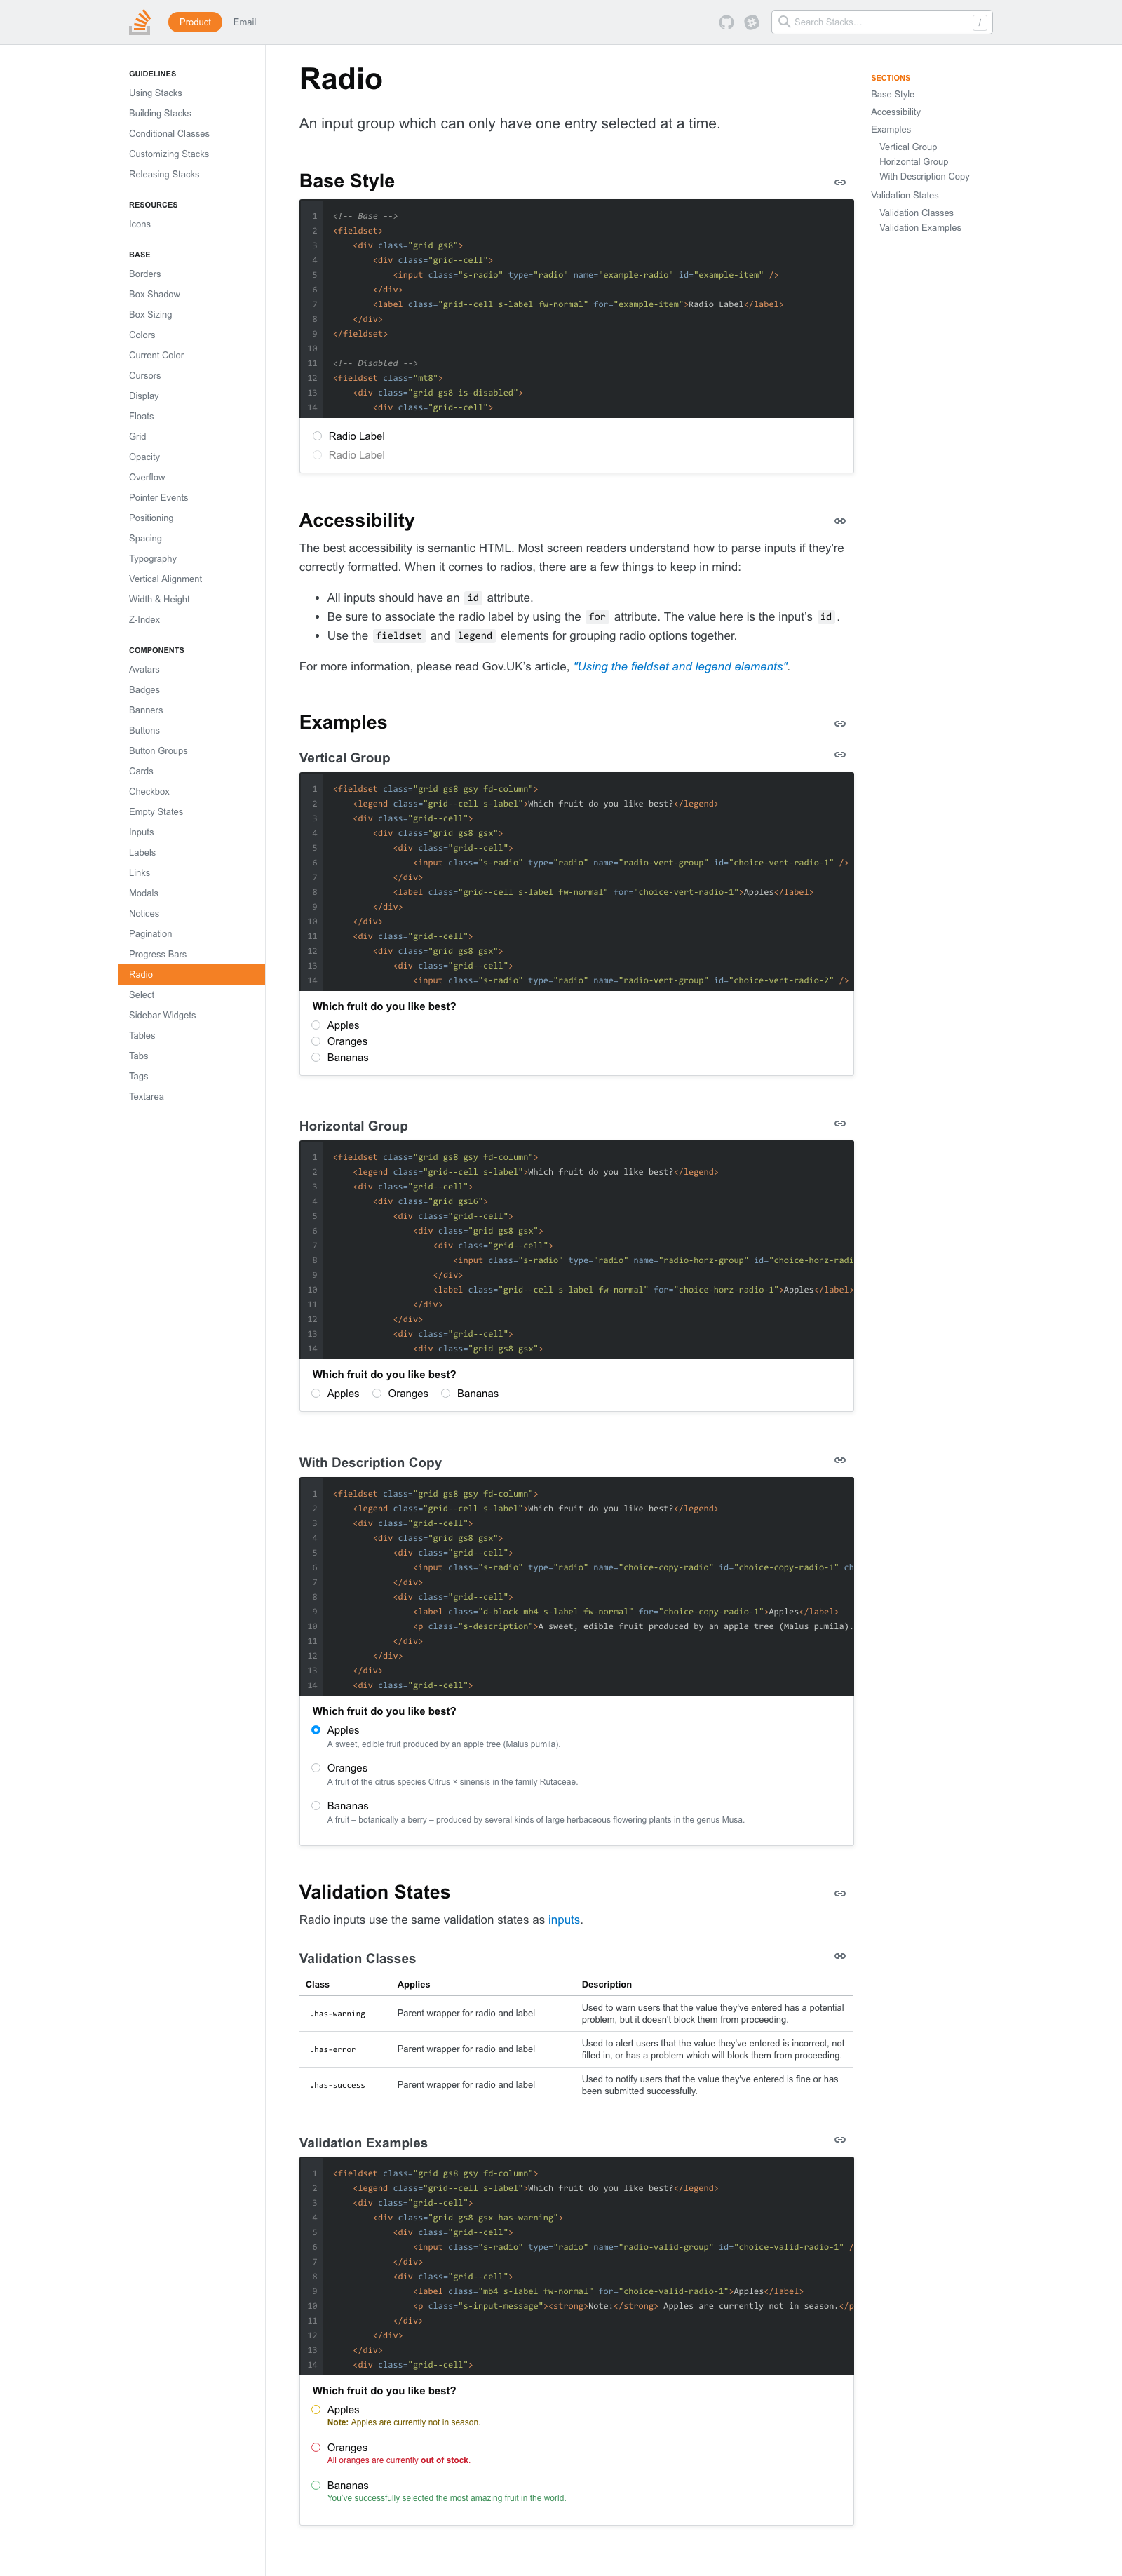 Product
Email
Search Stacks…
/
GUIDELINES
Using Stacks
Building Stacks
Conditional Classes
Customizing Stacks
Releasing Stacks
RESOURCES
Icons
BASE
Borders
Box Shadow
Box Sizing
Colors
Current Color
Cursors
Display
Floats
Grid
Opacity
Overflow
Pointer Events
Positioning
Spacing
Typography
Vertical Alignment
Width & Height
Z-Index
COMPONENTS
Avatars
Badges
Banners
Buttons
Button Groups
Cards
Checkbox
Empty States
Inputs
Labels
Links
Modals
Notices
Pagination
Progress Bars
Radio
Select
Sidebar Widgets
Tables
Tabs
Tags
Textarea
Radio
An input group which can only have one entry selected at a time.
Base Style
1 <!-- Base -->
2 <fieldset>
3 <div class="grid gs8">
4 <div class="grid--cell">
5 <input class="s-radio" type="radio" name="example-radio" id="example-item" />
6 </div>
7 <label class="grid--cell s-label fw-normal" for="example-item">Radio Label</label>
8 </div>
9 </fieldset>
10
11 <!-- Disabled -->
12 <fieldset class="mt8">
13 <div class="grid gs8 is-disabled">
14 <div class="grid--cell">
Radio Label
Radio Label
Accessibility
The best accessibility is semantic HTML. Most screen readers understand how to parse inputs if they're
correctly formatted. When it comes to radios, there are a few things to keep in mind:
• All inputs should have an id attribute.
• Be sure to associate the radio label by using the for attribute. The value here is the input's id .
• Use the fieldset and legend elements for grouping radio options together.
For more information, please read Gov.UK's article, "Using the fieldset and legend elements".
Examples
Vertical Group
1 <fieldset class="grid gs8 gsy fd-column">
2 <legend class="grid--cell s-label">Which fruit do you like best?</legend>
3 <div class="grid--cell">
4 <div class="grid gs8 gsx">
5 <div class="grid--cell">
6 <input class="s-radio" type="radio" name="radio-vert-group" id="choice-vert-radio-1" />
7 </div>
8 <label class="grid--cell s-label fw-normal" for="choice-vert-radio-1">Apples</label>
9 </div>
10 </div>
11 <div class="grid--cell">
12 <div class="grid gs8 gsx">
13 <div class="grid--cell">
14 <input class="s-radio" type="radio" name="radio-vert-group" id="choice-vert-radio-2" />
Which fruit do you like best?
Apples
Oranges
Bananas
Horizontal Group
1 <fieldset class="grid gs8 gsy fd-column">
2 <legend class="grid--cell s-label">Which fruit do you like best?</legend>
3 <div class="grid--cell">
4 <div class="grid gs16">
5 <div class="grid--cell">
6 <div class="grid gs8 gsx">
7 <div class="grid--cell">
8 <input class="s-radio" type="radio" name="radio-horz-group" id="choice-horz-radi
9 </div>
10 <label class="grid--cell s-label fw-normal" for="choice-horz-radio-1">Apples</label>
11 </div>
12 </div>
13 <div class="grid--cell">
14 <div class="grid gs8 gsx">
Which fruit do you like best?
Apples Oranges Bananas
With Description Copy
1 <fieldset class="grid gs8 gsy fd-column">
2 <legend class="grid--cell s-label">Which fruit do you like best?</legend>
3 <div class="grid--cell">
4 <div class="grid gs8 gsx">
5 <div class="grid--cell">
6 <input class="s-radio" type="radio" name="choice-copy-radio" id="choice-copy-radio-1" ch
7 </div>
8 <div class="grid--cell">
9 <label class="d-block mb4 s-label fw-normal" for="choice-copy-radio-1">Apples</label>
10 <p class="s-description">A sweet, edible fruit produced by an apple tree (Malus pumila).
11 </div>
12 </div>
13 </div>
14 <div class="grid--cell">
Which fruit do you like best?
Apples
A sweet, edible fruit produced by an apple tree (Malus pumila).
Oranges
A fruit of the citrus species Citrus × sinensis in the family Rutaceae.
Bananas
A fruit – botanically a berry – produced by several kinds of large herbaceous flowering plants in the genus Musa.
Validation States
Radio inputs use the same validation states as inputs.
Validation Classes
Class Applies Description
.has-warning Parent wrapper for radio and label Used to warn users that the value they've entered has a potential
problem, but it doesn't block them from proceeding.
.has-error Parent wrapper for radio and label Used to alert users that the value they've entered is incorrect, not
filled in, or has a problem which will block them from proceeding.
.has-success Parent wrapper for radio and label Used to notify users that the value they've entered is fine or has
been submitted successfully.
Validation Examples
1 <fieldset class="grid gs8 gsy fd-column">
2 <legend class="grid--cell s-label">Which fruit do you like best?</legend>
3 <div class="grid--cell">
4 <div class="grid gs8 gsx has-warning">
5 <div class="grid--cell">
6 <input class="s-radio" type="radio" name="radio-valid-group" id="choice-valid-radio-1" /
7 </div>
8 <div class="grid--cell">
9 <label class="mb4 s-label fw-normal" for="choice-valid-radio-1">Apples</label>
10 <p class="s-input-message"><strong>Note:</strong> Apples are currently not in season.</p
11 </div>
12 </div>
13 </div>
14 <div class="grid--cell">
Which fruit do you like best?
Apples
Note: Apples are currently not in season.
Oranges
All oranges are currently out of stock.
Bananas
You've successfully selected the most amazing fruit in the world.
SECTIONS
Base Style
Accessibility
Examples
Vertical Group
Horizontal Group
With Description Copy
Validation States
Validation Classes
Validation Examples